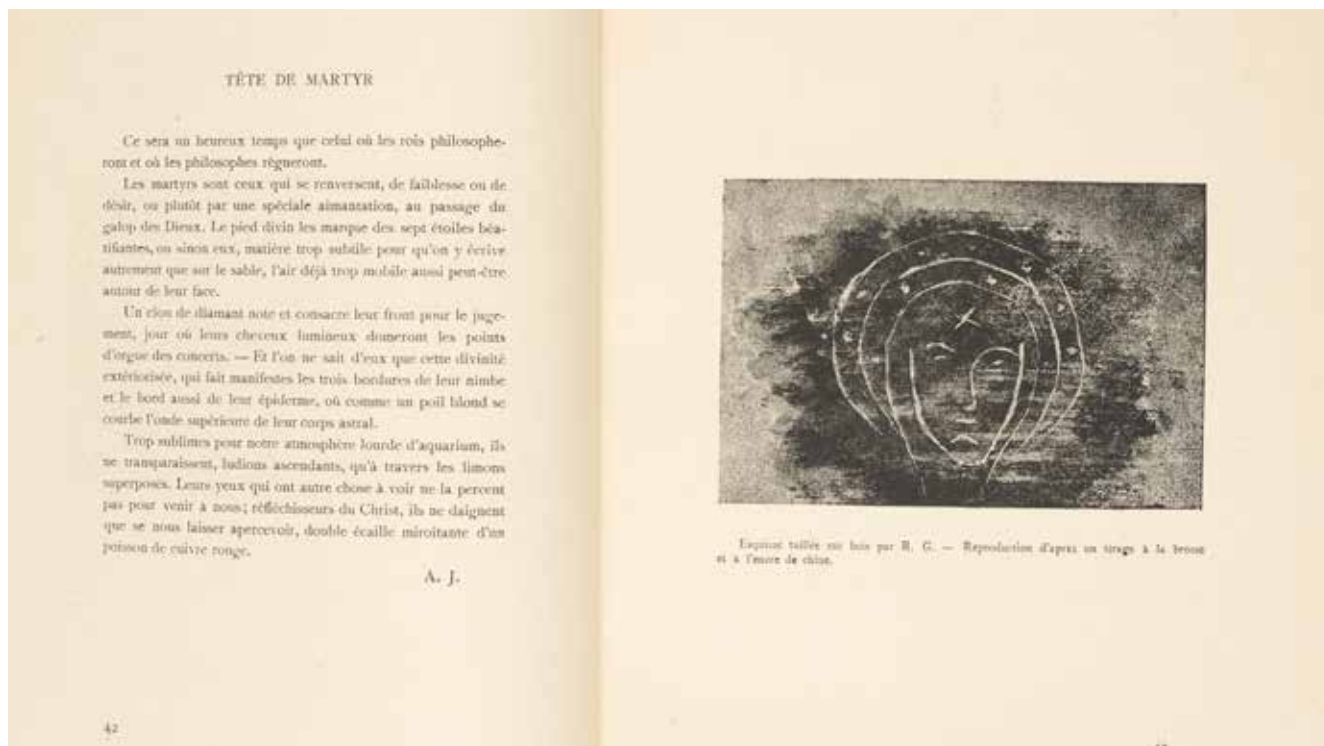 TÊTE DE MARTYR
Ce sera un heureux temps que celui où les rois philosophe-
ront et où les philosophes règneront.
Les martyrs sont ceux qui se renversent, de faiblesse ou de
désir, ou plutôt par une spéciale aimantation, au passage du
galop des Dieux. Le pied divin les marque des sept étoiles béa-
tifiantes, ou sinon eux, matière trop subtile pour qu'on y écrive
autrement que sur le sable, l'air déjà trop mobile aussi peut-être
autour de leur face.
Un clou de diamant note et consacre leur front pour le juge-
ment, jour où leurs cheveux lumineux donneront les points
d'orgue des concerts. — Et l'on ne sait d'eux que cette divinité
extériorisée, qui fait manifestes les trois bordures de leur nimbe
et le bord aussi de leur épiderme, où comme un poil blond se
courbe l'onde supérieure de leur corps astral.
Trop sublimes pour notre atmosphère lourde d'aquarium, ils
ne transparaissent, ludions ascendants, qu'à travers les limons
superposés. Leurs yeux qui ont autre chose à voir ne la percent
pas pour venir à nous; réfléchisseurs du Christ, ils ne daignent
que se nous laisser apercevoir, double écaille miroitante d'un
poisson de cuivre rouge.
A. J.
42
Esquisse taillée sur bois par R. G. — Reproduction d'après un tirage à la brosse
et à l'encre de chine.